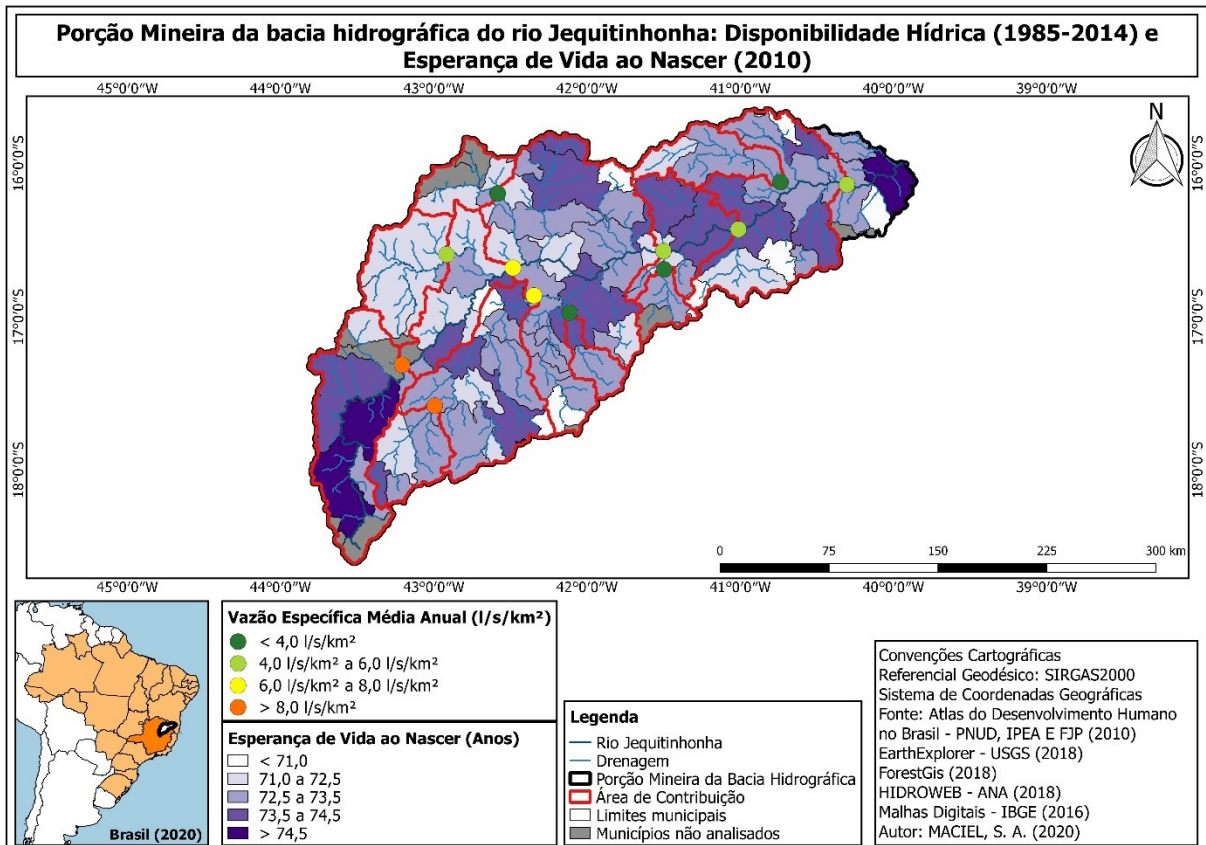 Porção Mineira da bacia hidrográfica do rio Jequitinhonha: Disponibilidade Hídrica (1985-2014) e
Esperança de Vida ao Nascer (2010)
45°0'0"W 44°0'0"W 43°0'0"W 42°0'0"W 41°0'0"W 40°0'0"W 39°0'0"W
N
16°0'0"S 16°0'0"S
17°0'0"S 17°0'0"S
18°0'0"S 18°0'0"S
0 75 150 225 300 km
45°0'0"W 44°0'0"W 43°0'0"W 42°0'0"W 41°0'0"W 40°0'0"W 39°0'0"W
Brasil (2020)
Vazão Específica Média Anual (l/s/km²)
< 4,0 l/s/km²
4,0 l/s/km² a 6,0 l/s/km²
6,0 l/s/km² a 8,0 l/s/km²
> 8,0 l/s/km²
Esperança de Vida ao Nascer (Anos)
< 71,0
71,0 a 72,5
72,5 a 73,5
73,5 a 74,5
> 74,5
Legenda
Rio Jequitinhonha
Drenagem
Porção Mineira da Bacia Hidrográfica
Área de Contribuição
Limites municipais
Municípios não analisados
Convenções Cartográficas
Referencial Geodésico: SIRGAS2000
Sistema de Coordenadas Geográficas
Fonte: Atlas do Desenvolvimento Humano
no Brasil - PNUD, IPEA E FJP (2010)
EarthExplorer - USGS (2018)
ForestGis (2018)
HIDROWEB - ANA (2018)
Malhas Digitais - IBGE (2016)
Autor: MACIEL, S. A. (2020)